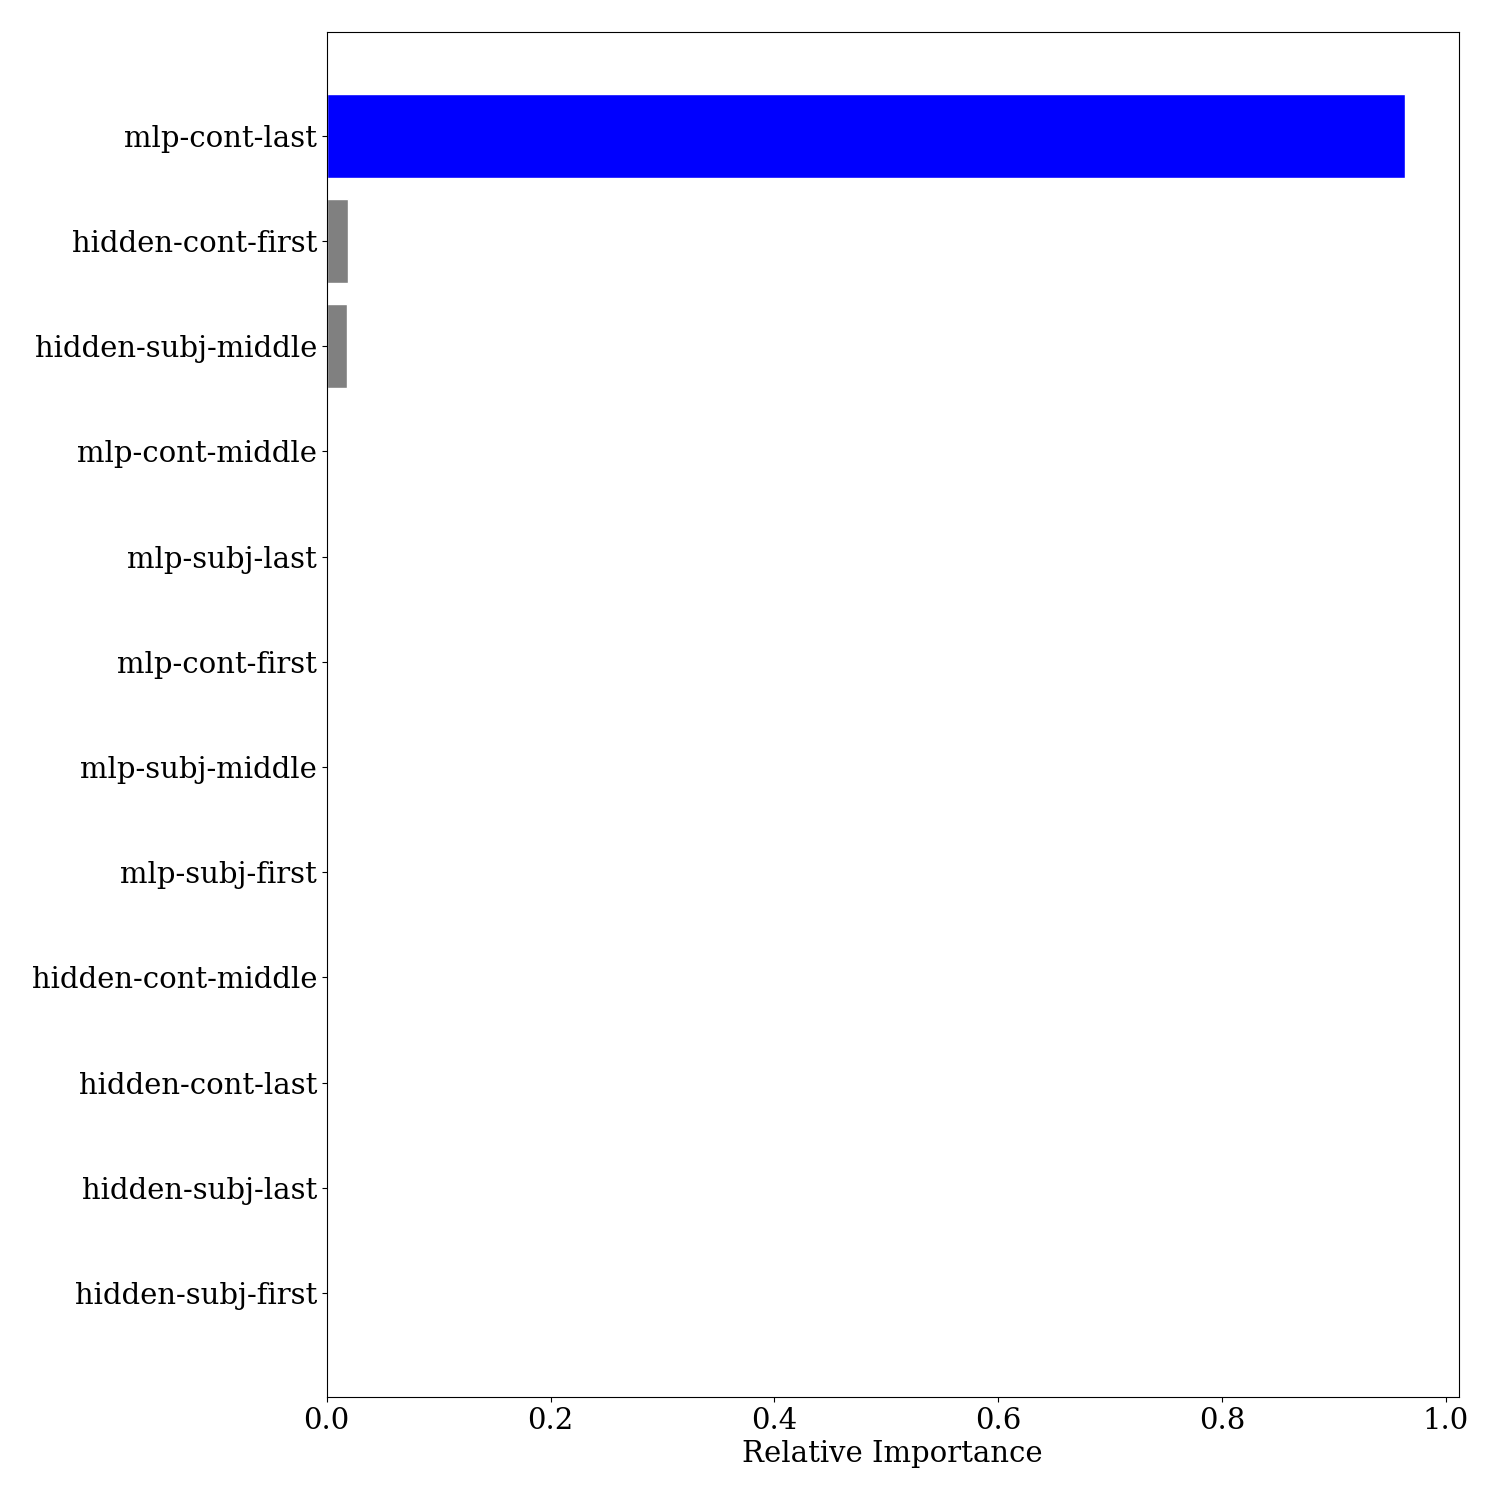 mlp-cont-last
hidden-cont-first
hidden-subj-middle
mlp-cont-middle
mlp-subj-last
mlp-cont-first
mlp-subj-middle
mlp-subj-first
hidden-cont-middle
hidden-cont-last
hidden-subj-last
hidden-subj-first
0.0 0.2 0.4 0.6 0.8 1.0
Relative Importance